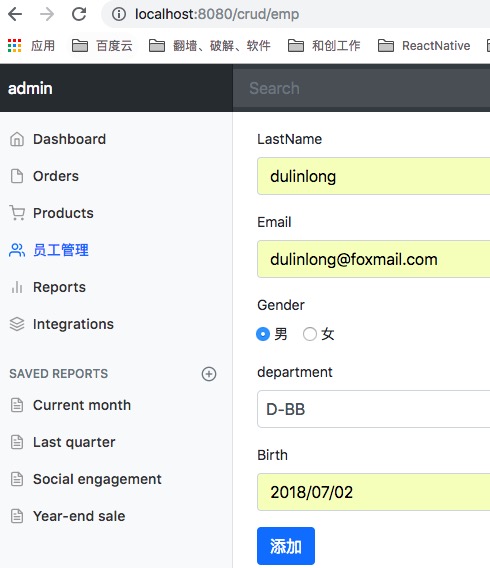 localhost:8080/crud/emp
应用 百度云 翻墙、破解、软件 和创工作 ReactNative
admin Search
Dashboard
Orders
Products
员工管理
Reports
Integrations
SAVED REPORTS
Current month
Last quarter
Social engagement
Year-end sale
LastName
dulinlong
Email
dulinlong@foxmail.com
Gender
男 女
department
D-BB
Birth
2018/07/02
添加